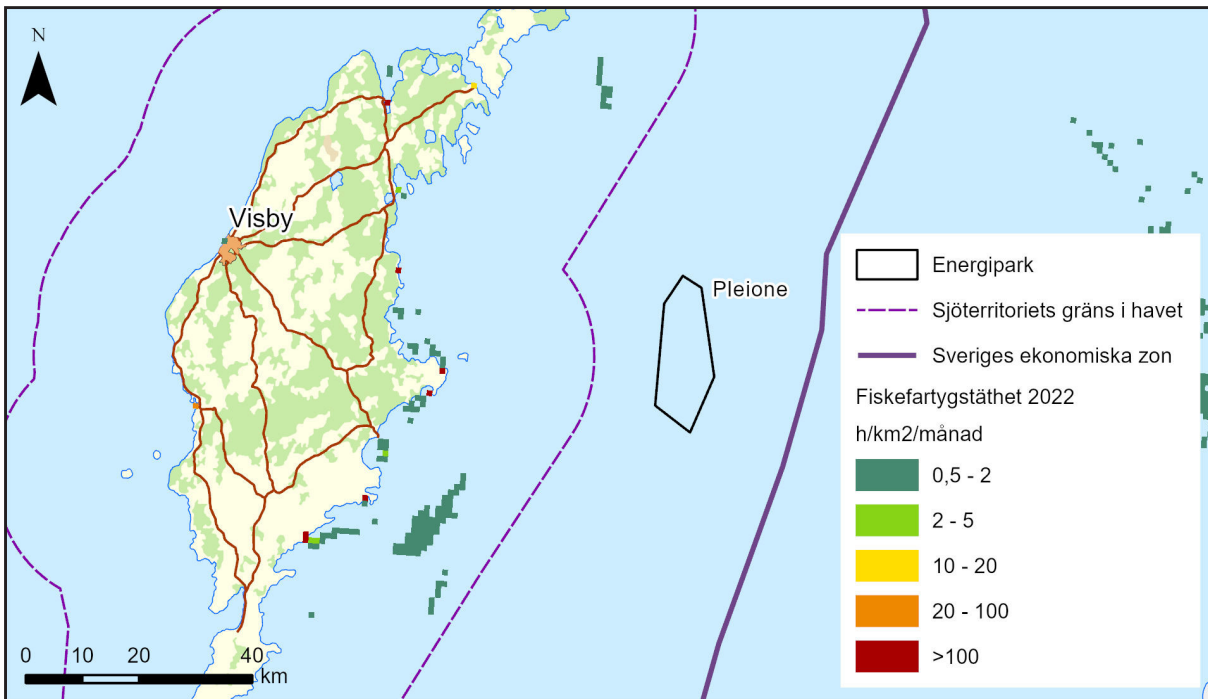 N
Visby
Pleione
Energipark
Sjöterritoriets gräns i havet
Sveriges ekonomiska zon
Fiskefartygstäthet 2022
h/km2/månad
0,5 - 2
2 - 5
10 - 20
20 - 100
>100
0 10 20 40
km